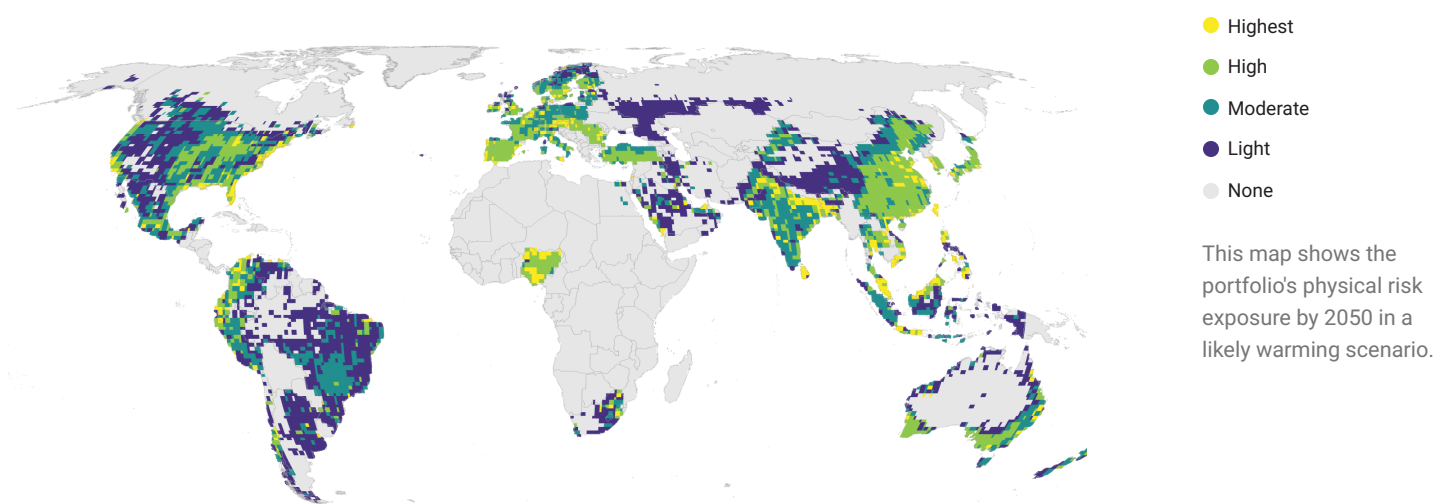 Highest
High
Moderate
Light
None
This map shows the
portfolio's physical risk
exposure by 2050 in a
likely warming scenario.